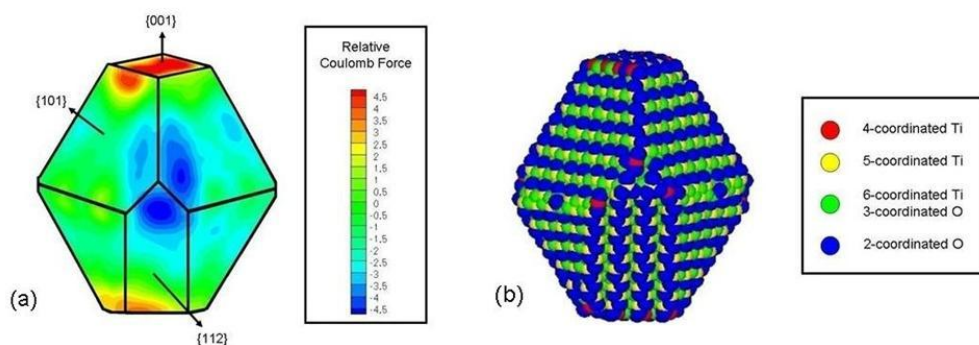 {001}
{101}
{112}
(a)
Relative
Coulomb Force
4.5
4
3.5
3
2.5
2
1.5
1
0.5
0
-0.5
-1
-1.5
-2
-2.5
-3
-3.5
-4
-4.5
(b)
4-coordinated Ti
5-coordinated Ti
6-coordinated Ti
3-coordinated O
2-coordinated O